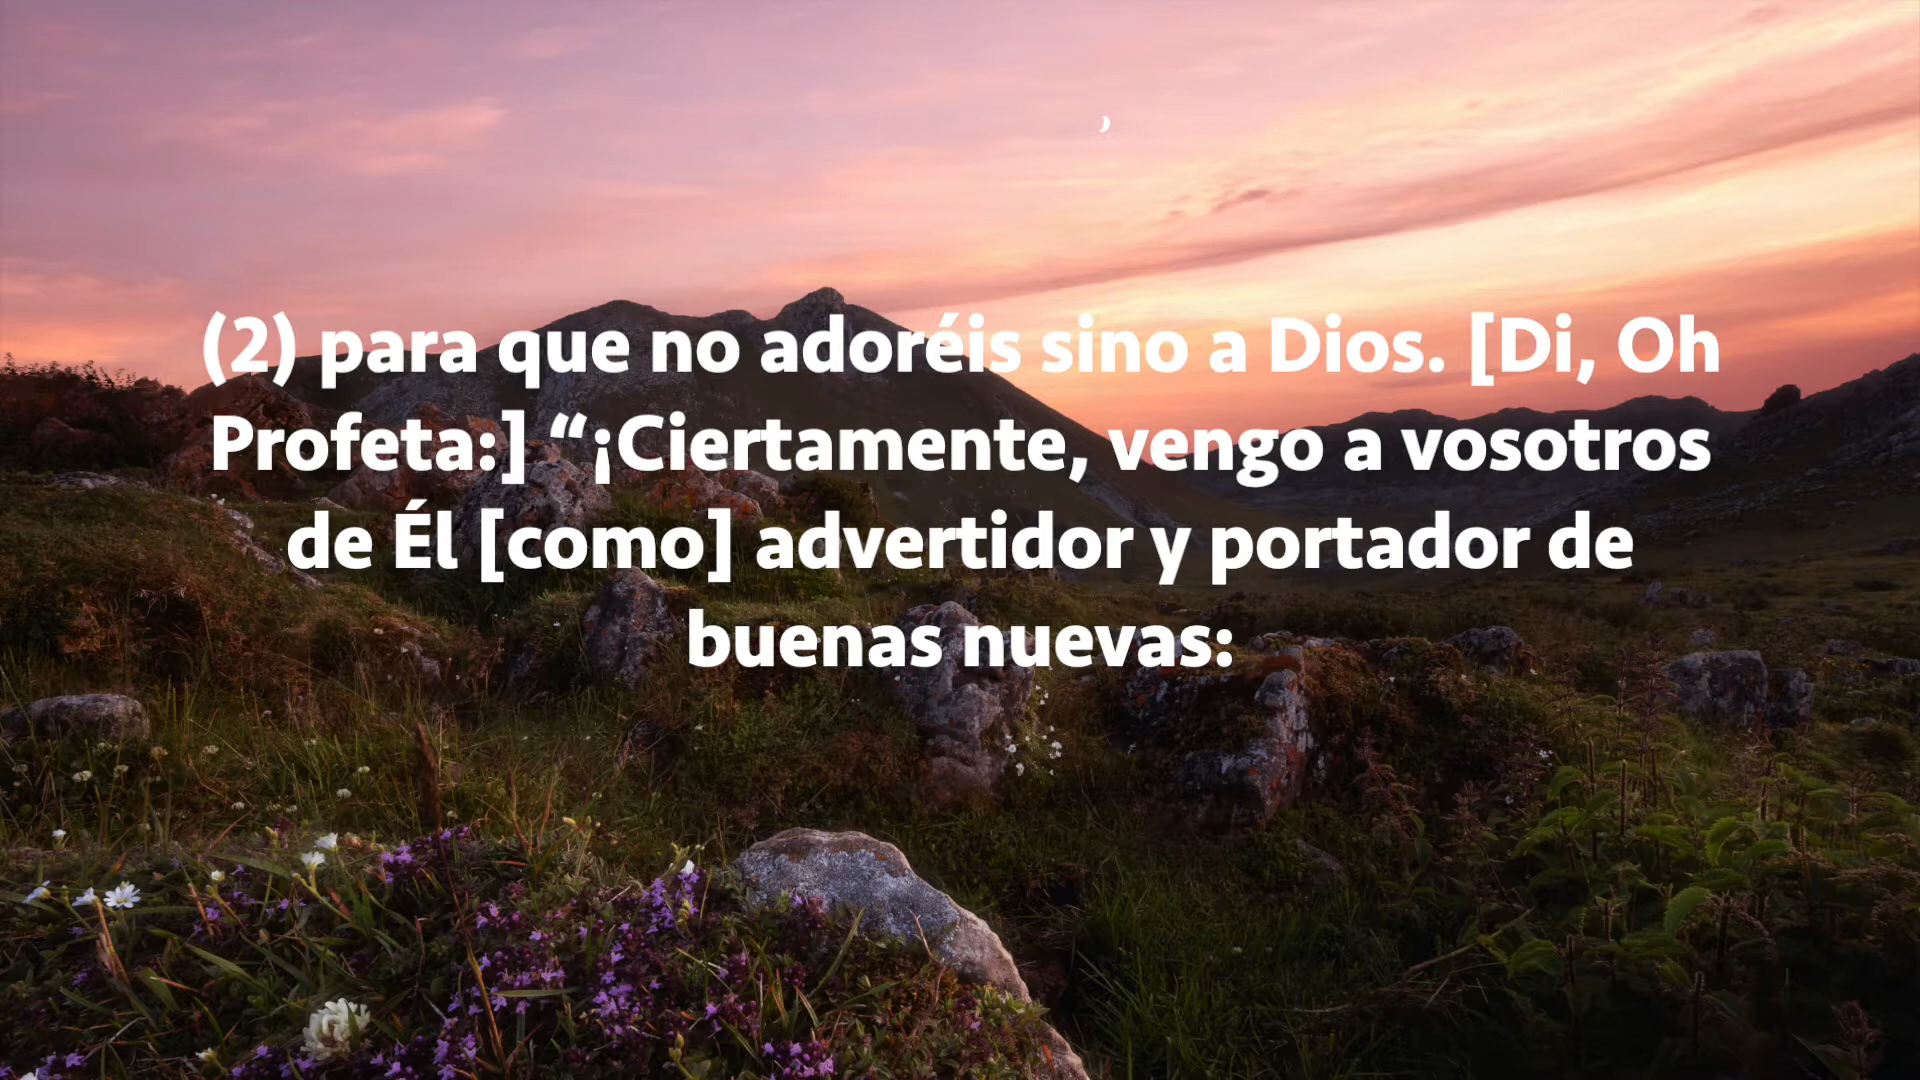 (2) para que no adoréis sino a Dios. [Di, Oh
Profeta:] “¡Ciertamente, vengo a vosotros
de Él [como] advertidor y portador de
buenas nuevas: